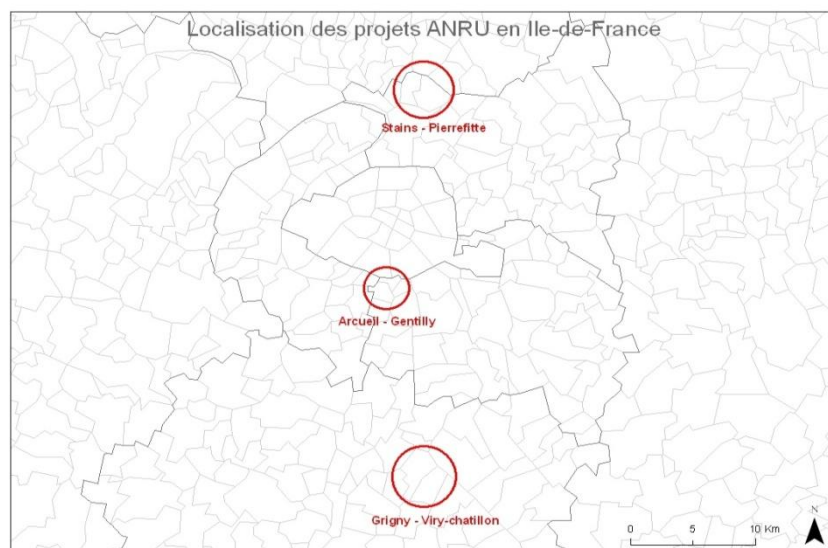 Localisation des projets ANRU en Ile-de-France
Stains - Pierrefitte
Arcueil - Gentilly
Grigny - Viry-chatillon
0 5 10 Km
N